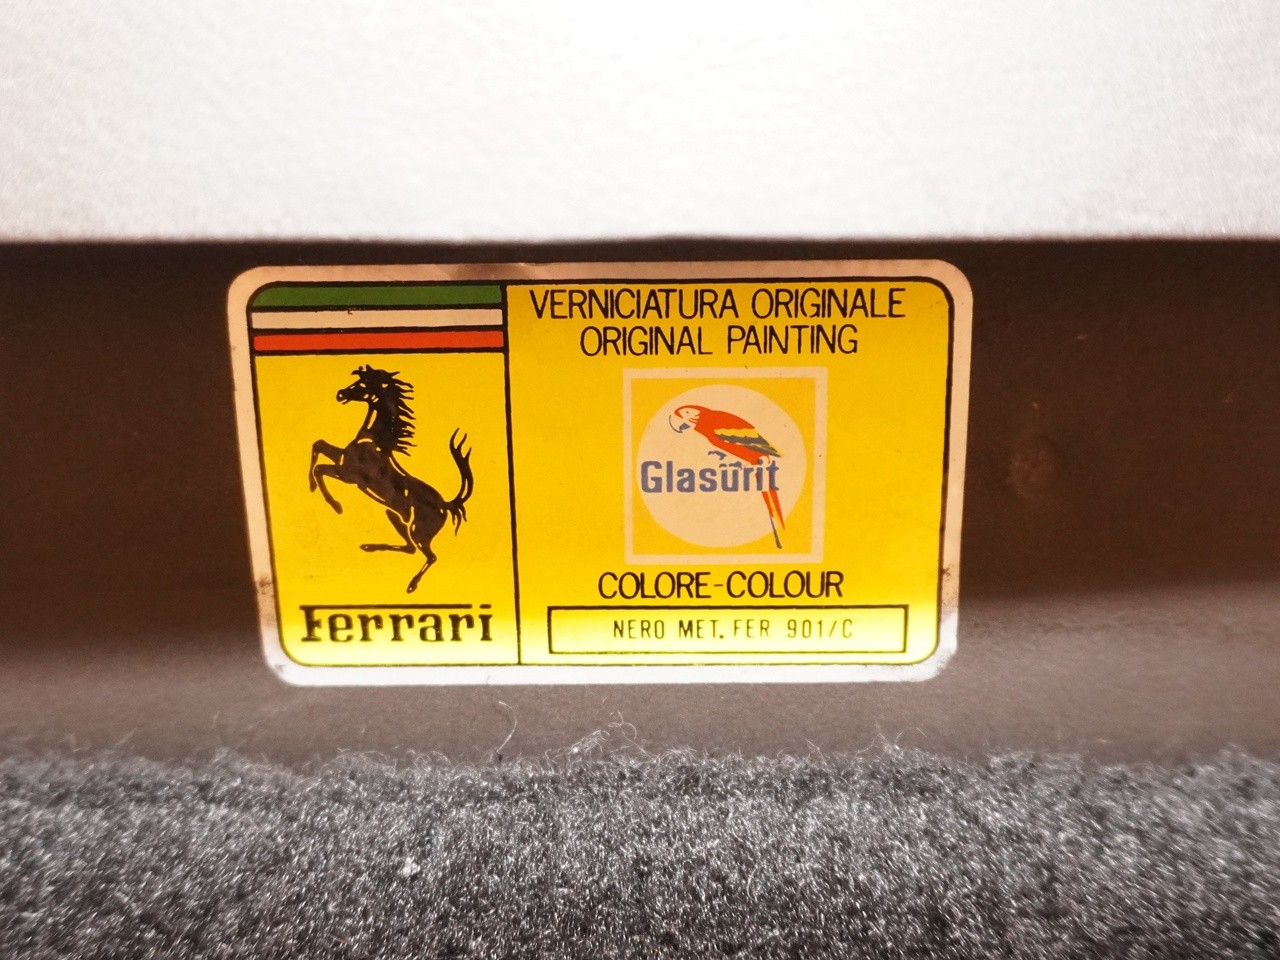 VERNICIATURA ORIGINALE
ORIGINAL PAINTING
Glasurit
COLORE-COLOUR
NERO MET. FER 901/C
Ferrari